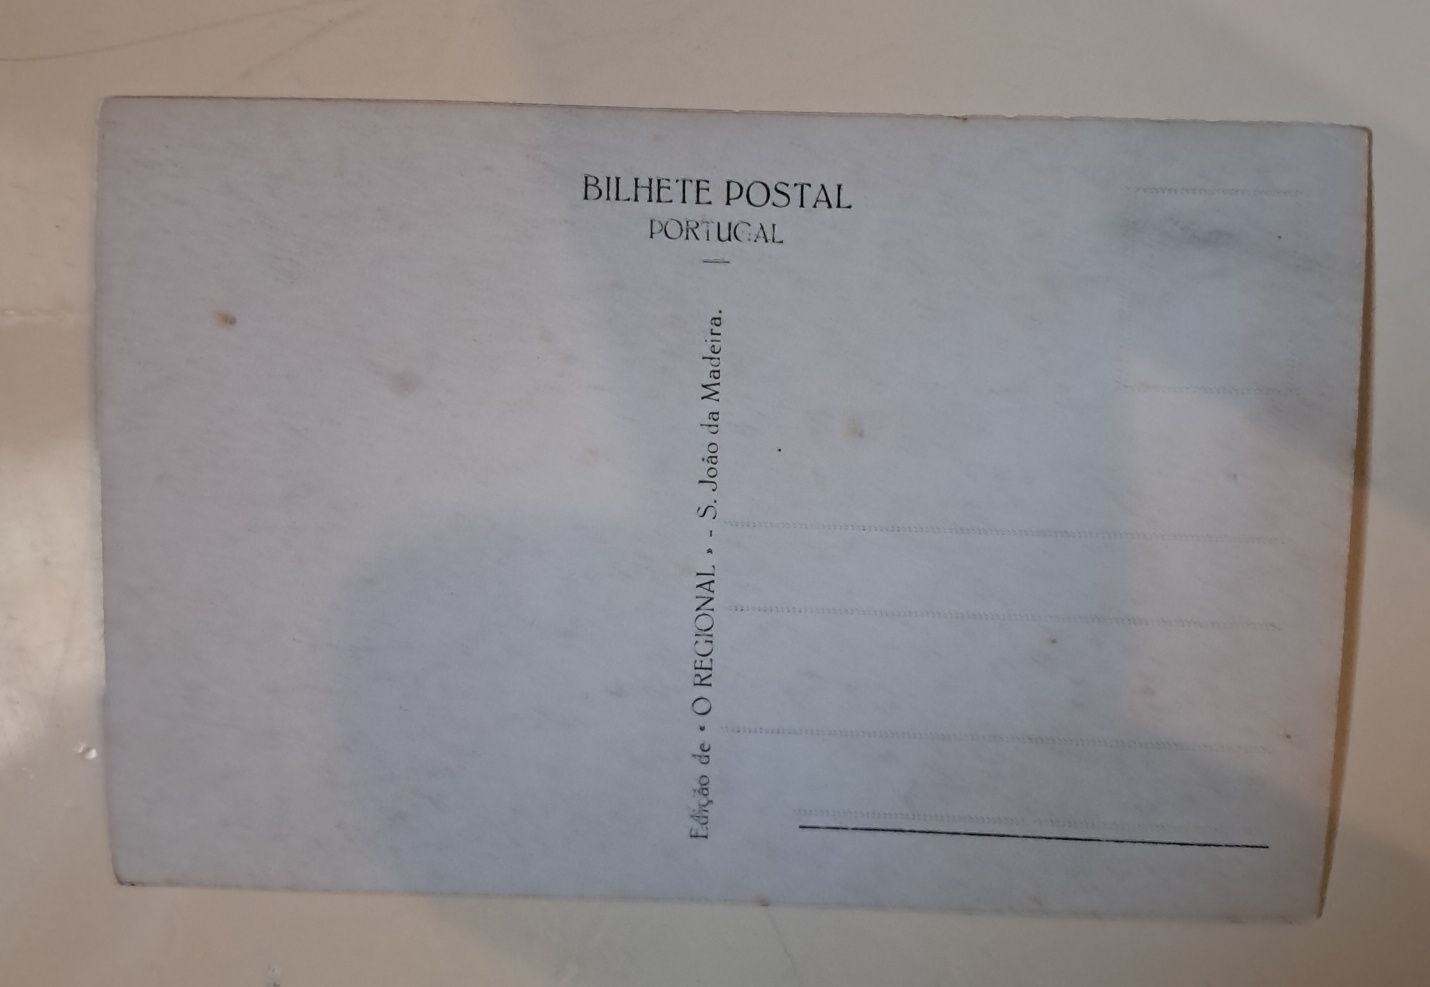 BILHETE POSTAL
PORTUGAL
Edição de « O REGIONAL » - S. João da Madeira.